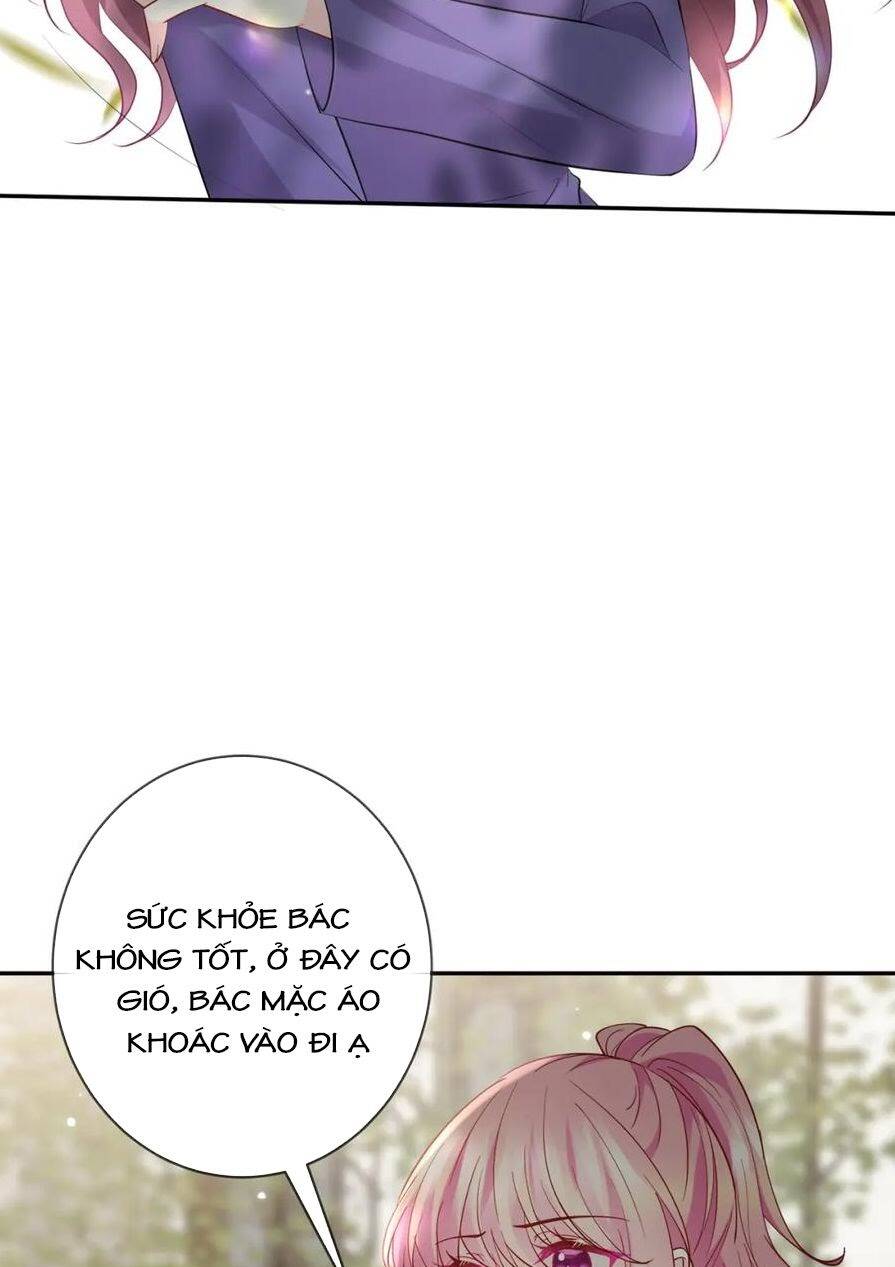 SỨC KHỎE BÁC
KHÔNG TỐT, Ở ĐÂY CÓ
GIÓ, BÁC MẶC ÁO
KHOÁC VÀO ĐI Ạ